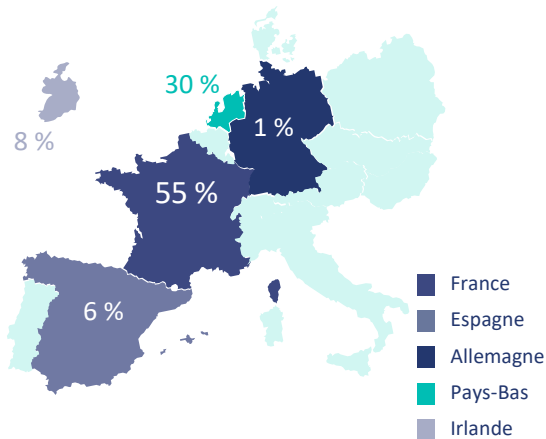 30 %
1 %
8 %
55 %
6 %
France
Espagne
Allemagne
Pays-Bas
Irlande